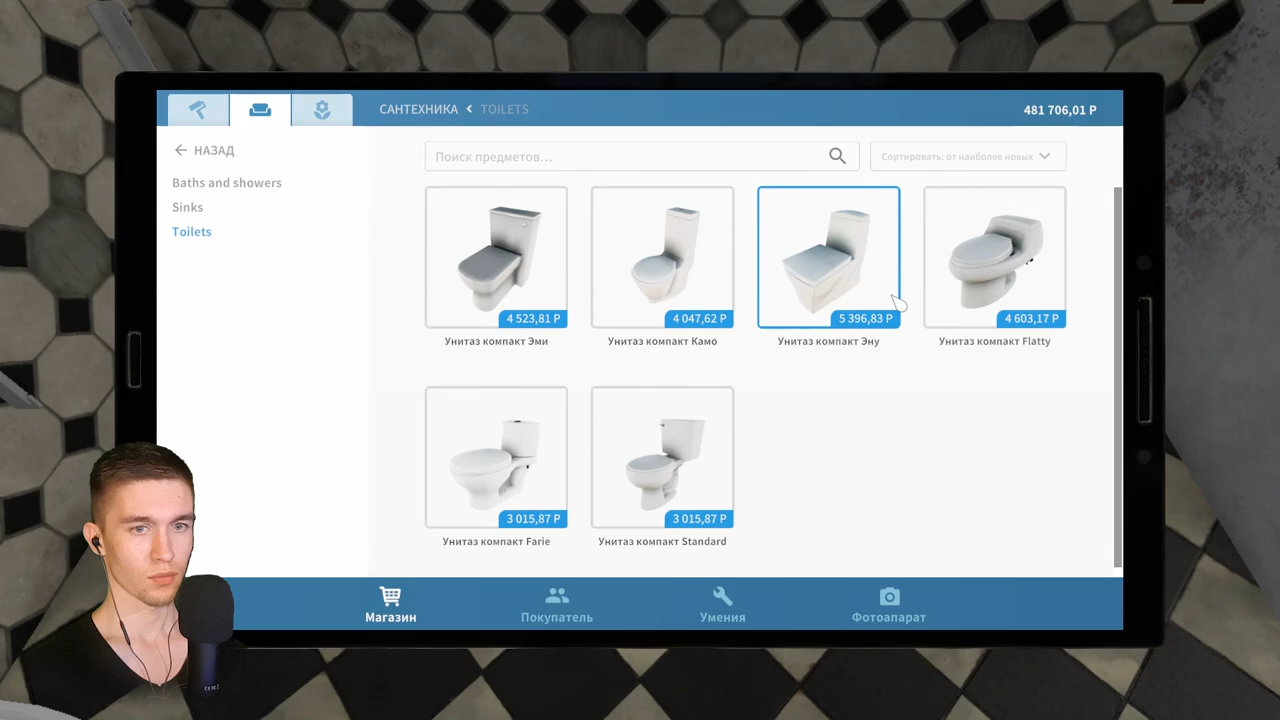 САНТЕХНИКА < TOILETS
481 706,01 Р
НАЗАД
Baths and showers
Sinks
Toilets
Поиск предметов...
Сортировать: от наиболее новых
4 523,81 Р
4 047,62 Р
5 396,83 Р
4 603,17 Р
Унитаз компакт Эми
Унитаз компакт Камо
Унитаз компакт Эну
Унитаз компакт Flatty
3 015,87 Р
3 015,87 Р
Унитаз компакт Farie
Унитаз компакт Standard
Магазин
Покупатель
Умения
Фотоаппарат